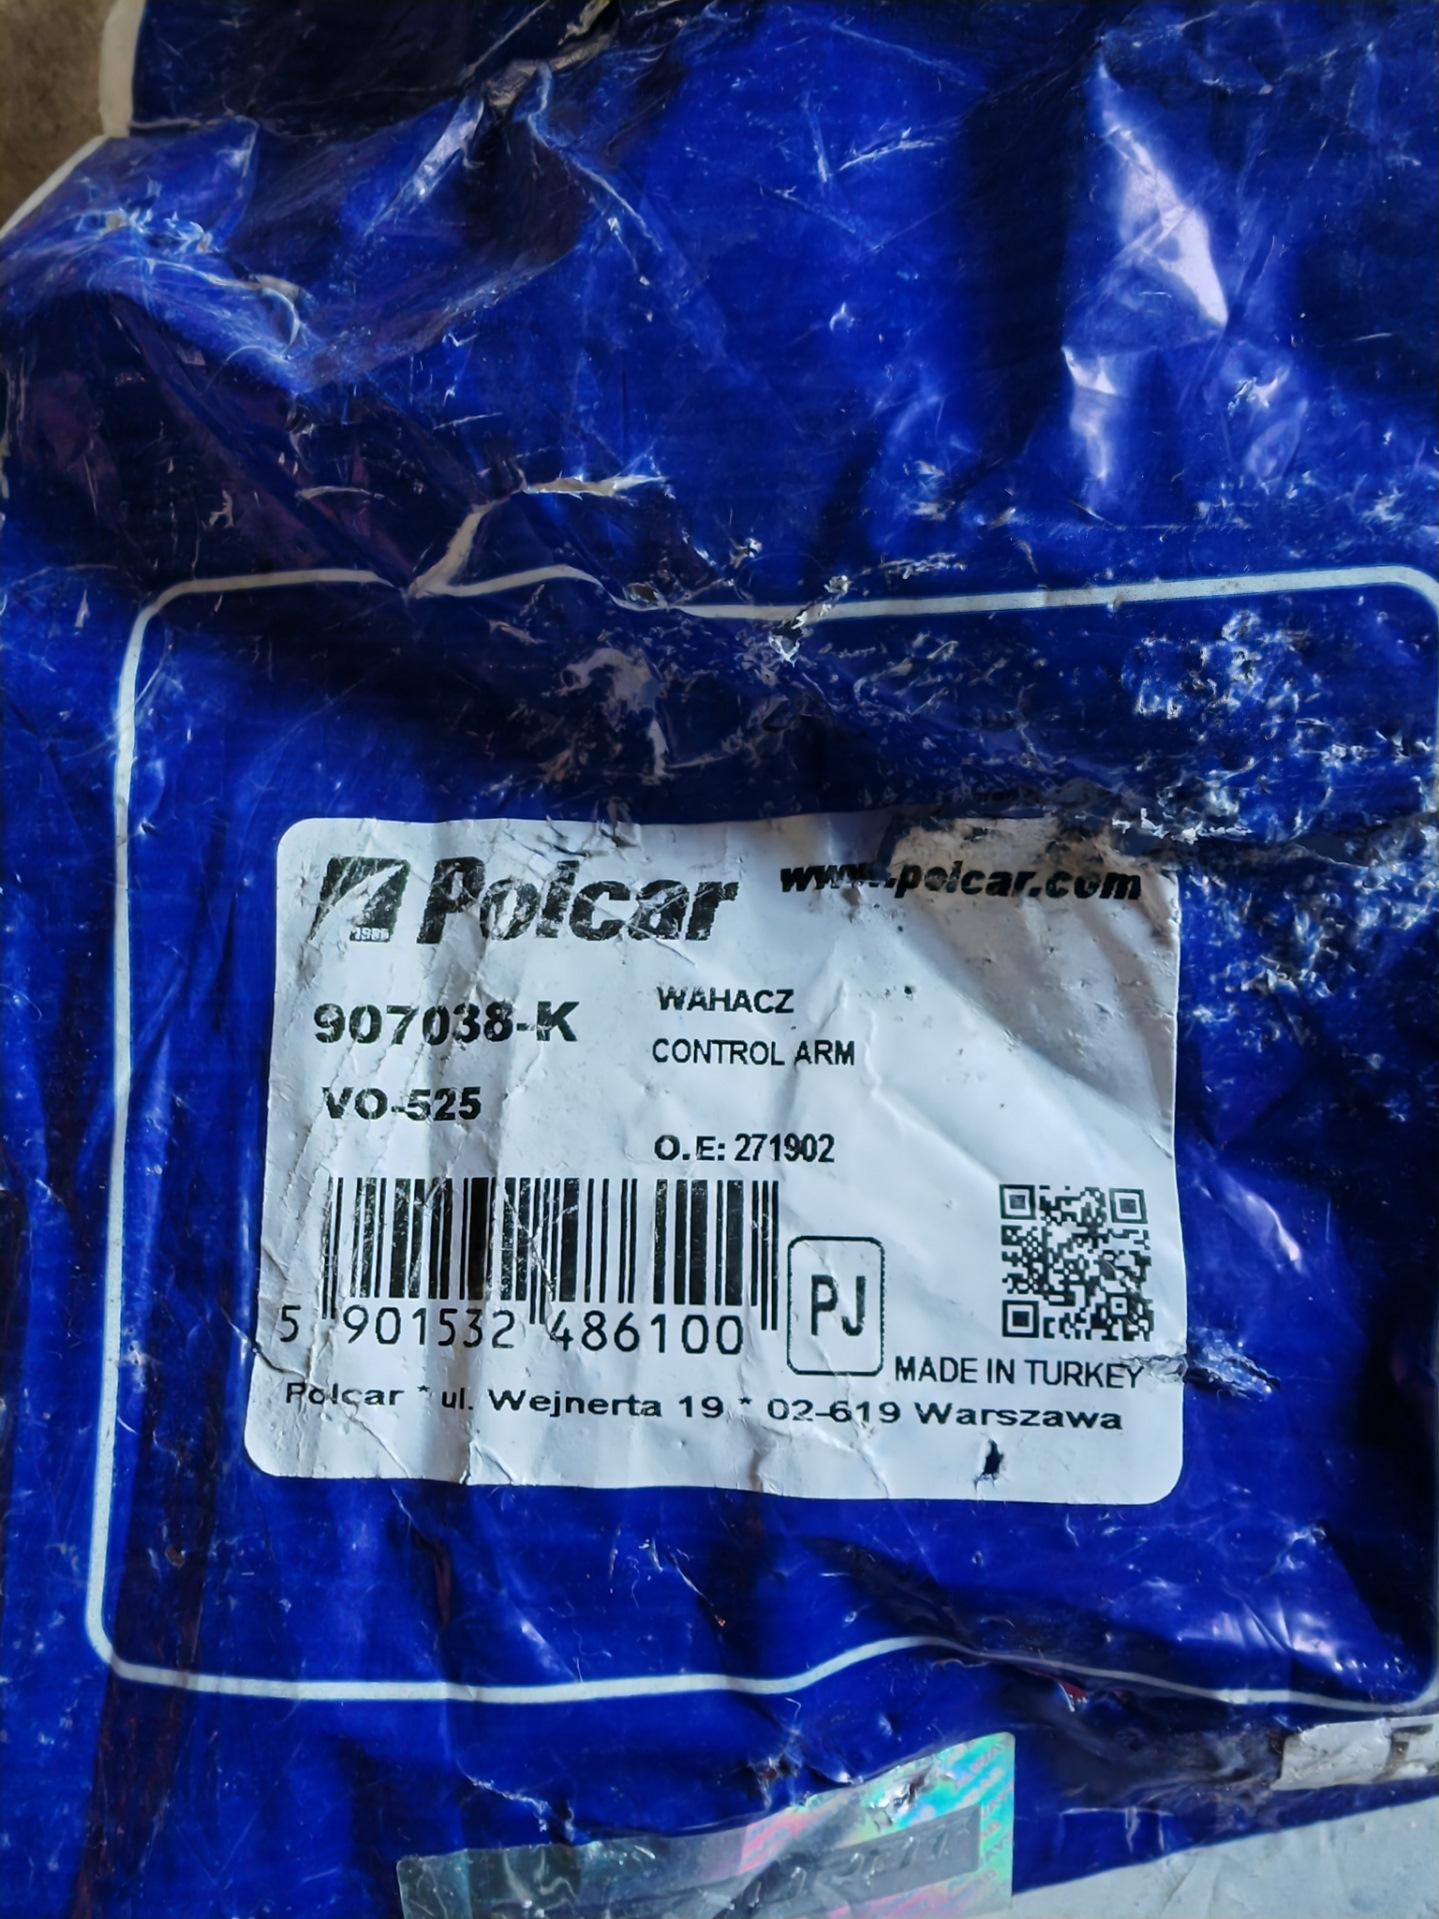 1985 Polcar www.polcar.com
907038-K
WAHACZ
CONTROL ARM
VO-525
O.E: 271902
5 901532 486100
PJ
MADE IN TURKEY
Polcar * ul. Wejnerta 19 * 02-619 Warszawa